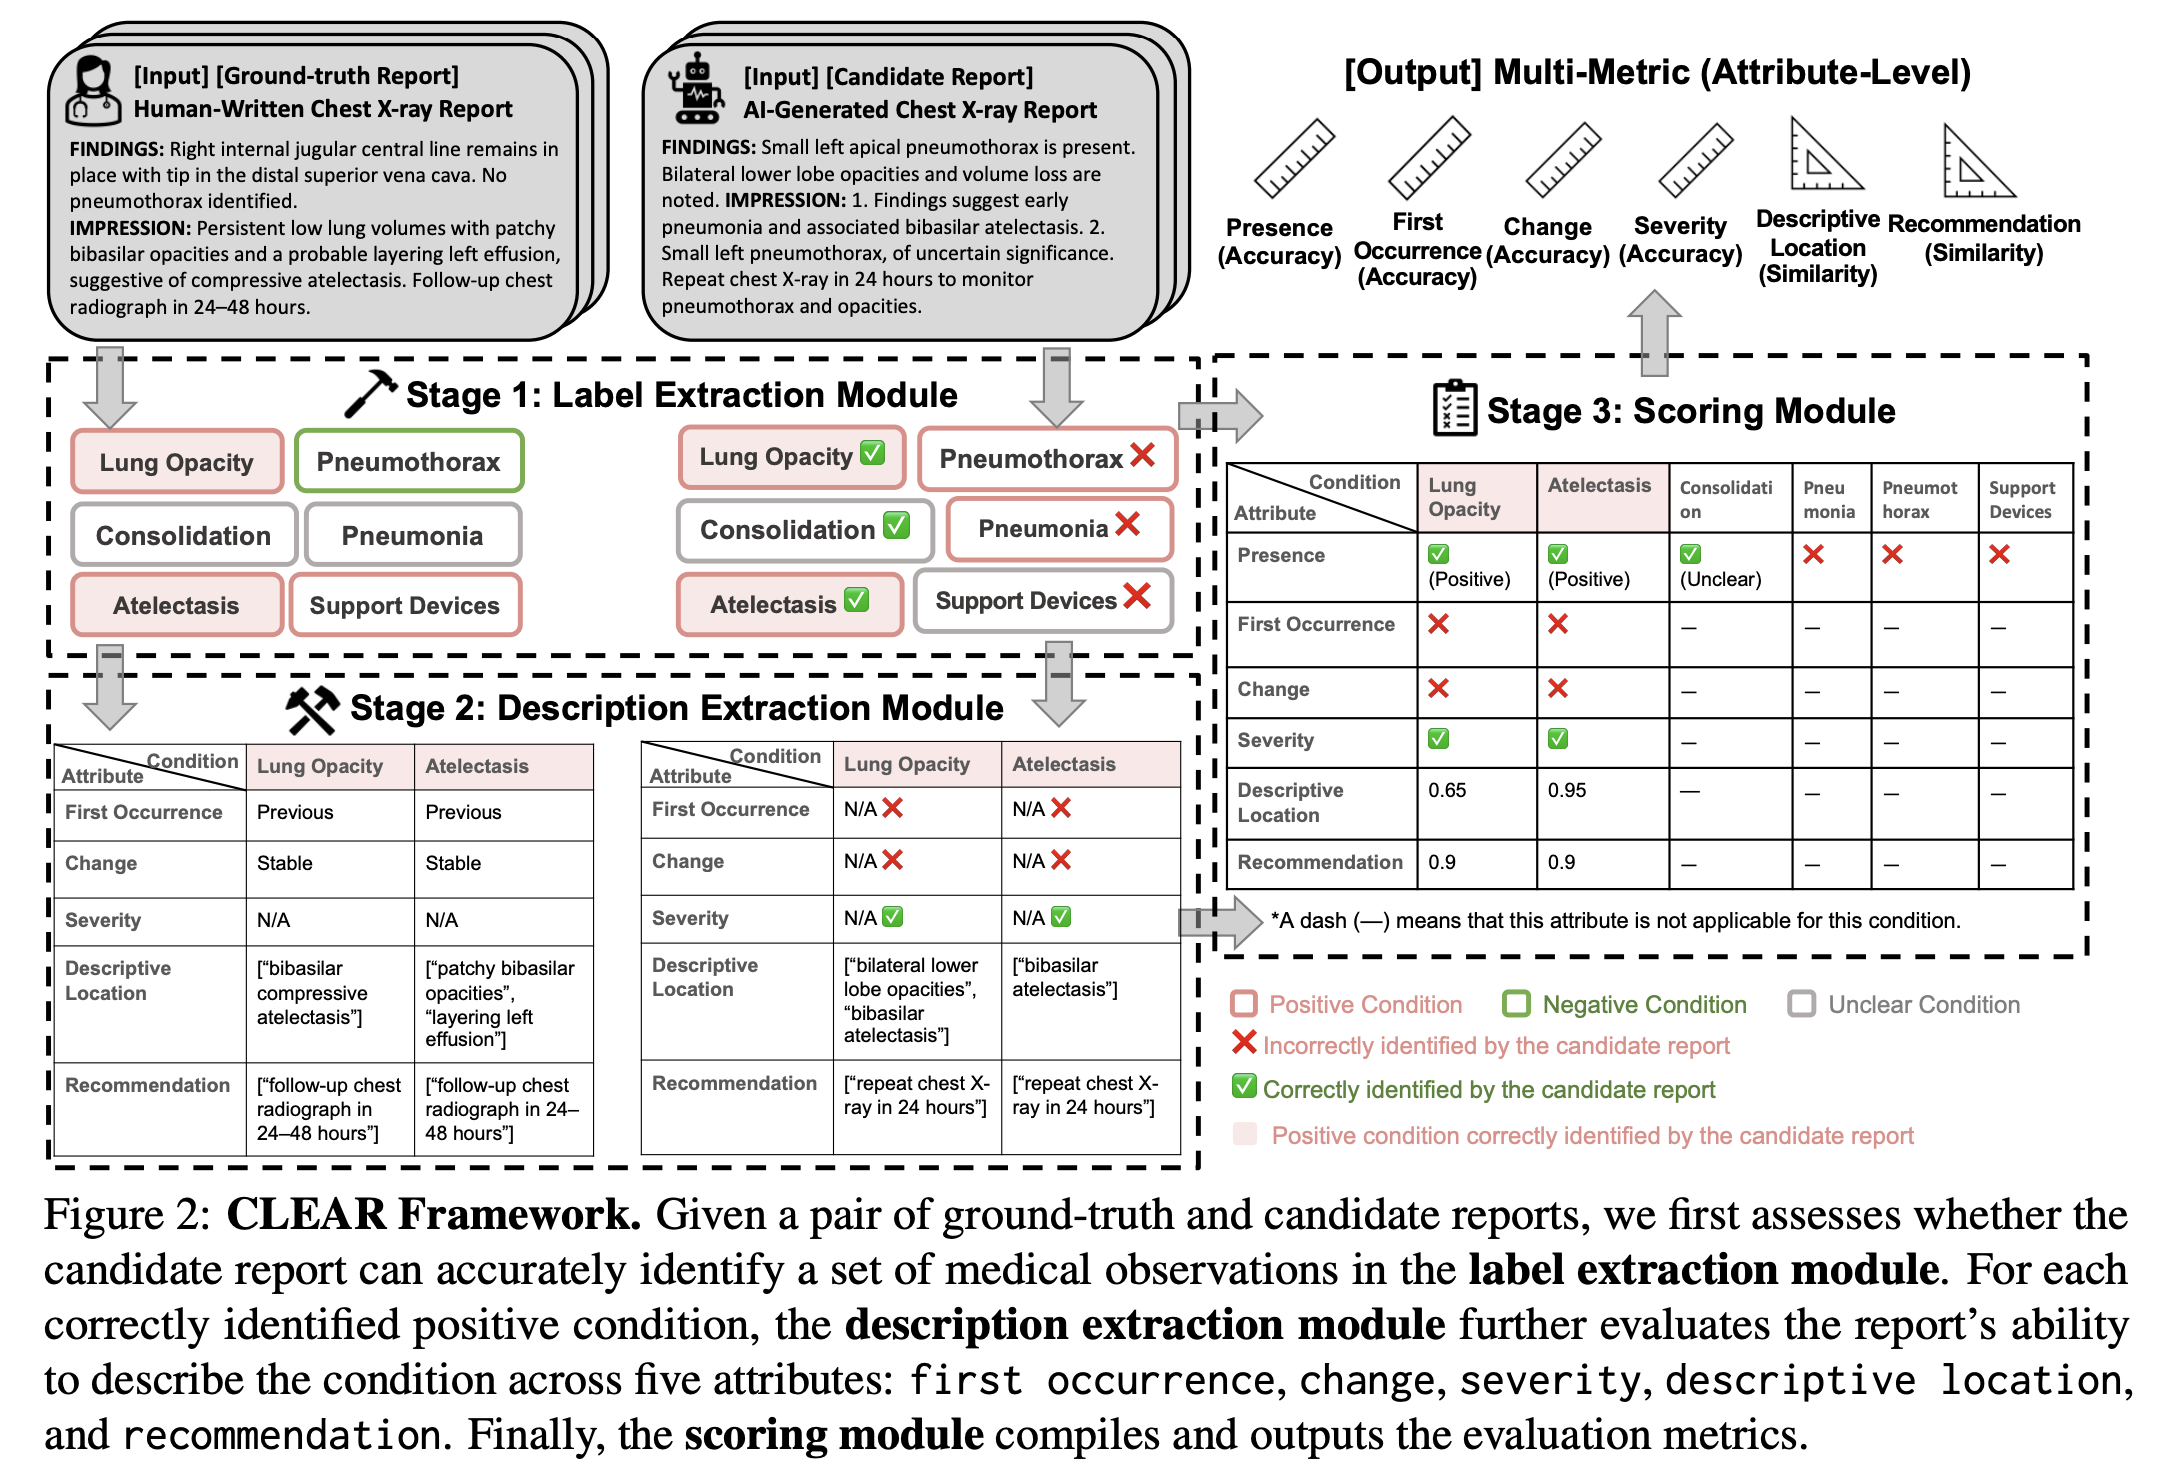 [Input] [Ground-truth Report]
Human-Written Chest X-ray Report
FINDINGS: Right internal jugular central line remains in
place with tip in the distal superior vena cava. No
pneumothorax identified.
IMPRESSION: Persistent low lung volumes with patchy
bibasilar opacities and a probable layering left effusion,
suggestive of compressive atelectasis. Follow-up chest
radiograph in 24–48 hours.
[Input] [Candidate Report]
AI-Generated Chest X-ray Report
FINDINGS: Small left apical pneumothorax is present.
Bilateral lower lobe opacities and volume loss are
noted. IMPRESSION: 1. Findings suggest early
pneumonia and associated bibasilar atelectasis. 2.
Small left pneumothorax, of uncertain significance.
Repeat chest X-ray in 24 hours to monitor
pneumothorax and opacities.
[Output] Multi-Metric (Attribute-Level)
Presence
(Accuracy)
First
Occurrence
(Accuracy)
Change
(Accuracy)
Severity
(Accuracy)
Descriptive
Location
(Similarity)
Recommendation
(Similarity)
Stage 1: Label Extraction Module
Lung Opacity
Pneumothorax
Consolidation
Pneumonia
Atelectasis
Support Devices
Lung Opacity ✅
Pneumothorax ❌
Consolidation ✅
Pneumonia ❌
Atelectasis ✅
Support Devices ❌
Stage 2: Description Extraction Module
Condition
Attribute
Lung Opacity
Atelectasis
First Occurrence
Previous
Previous
Change
Stable
Stable
Severity
N/A
N/A
Descriptive
Location
[“bibasilar
compressive
atelectasis”]
[“patchy bibasilar
opacities”,
“layering left
effusion”]
Recommendation
[“follow-up chest
radiograph in
24–48 hours”]
[“follow-up chest
radiograph in 24–
48 hours”]
Condition
Attribute
Lung Opacity
Atelectasis
First Occurrence
N/A ❌
N/A ❌
Change
N/A ❌
N/A ❌
Severity
N/A ✅
N/A ✅
Descriptive
Location
[“bilateral lower
lobe opacities”,
“bibasilar
atelectasis”]
[“bibasilar
atelectasis”]
Recommendation
[“repeat chest X-
ray in 24 hours”]
[“repeat chest X-
ray in 24 hours”]
Stage 3: Scoring Module
Condition
Attribute
Lung
Opacity
Atelectasis
Consolidati
on
Pneu
monia
Pneumot
horax
Support
Devices
Presence
✅
(Positive)
✅
(Positive)
✅
(Unclear)
❌
❌
❌
First Occurrence
❌
❌
—
—
—
—
Change
❌
❌
—
—
—
—
Severity
✅
✅
—
—
—
—
Descriptive
Location
0.65
0.95
—
—
—
—
Recommendation
0.9
0.9
—
—
—
—
*A dash (—) means that this attribute is not applicable for this condition.
Positive Condition
Negative Condition
Unclear Condition
❌ Incorrectly identified by the candidate report
✅ Correctly identified by the candidate report
Positive condition correctly identified by the candidate report
Figure 2: CLEAR Framework. Given a pair of ground-truth and candidate reports, we first assesses whether the
candidate report can accurately identify a set of medical observations in the label extraction module. For each
correctly identified positive condition, the description extraction module further evaluates the report’s ability
to describe the condition across five attributes: first occurrence, change, severity, descriptive location,
and recommendation. Finally, the scoring module compiles and outputs the evaluation metrics.